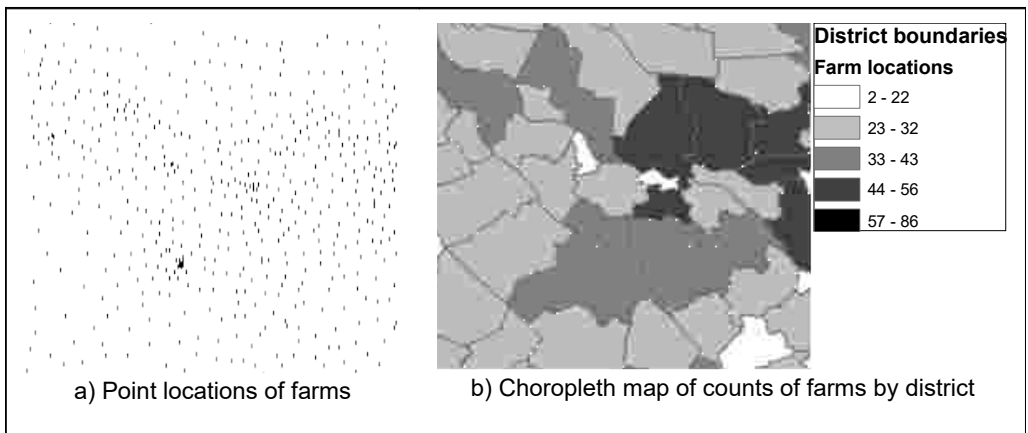 District boundaries
Farm locations
2 - 22
23 - 32
33 - 43
44 - 56
57 - 86
a) Point locations of farms
b) Choropleth map of counts of farms by district